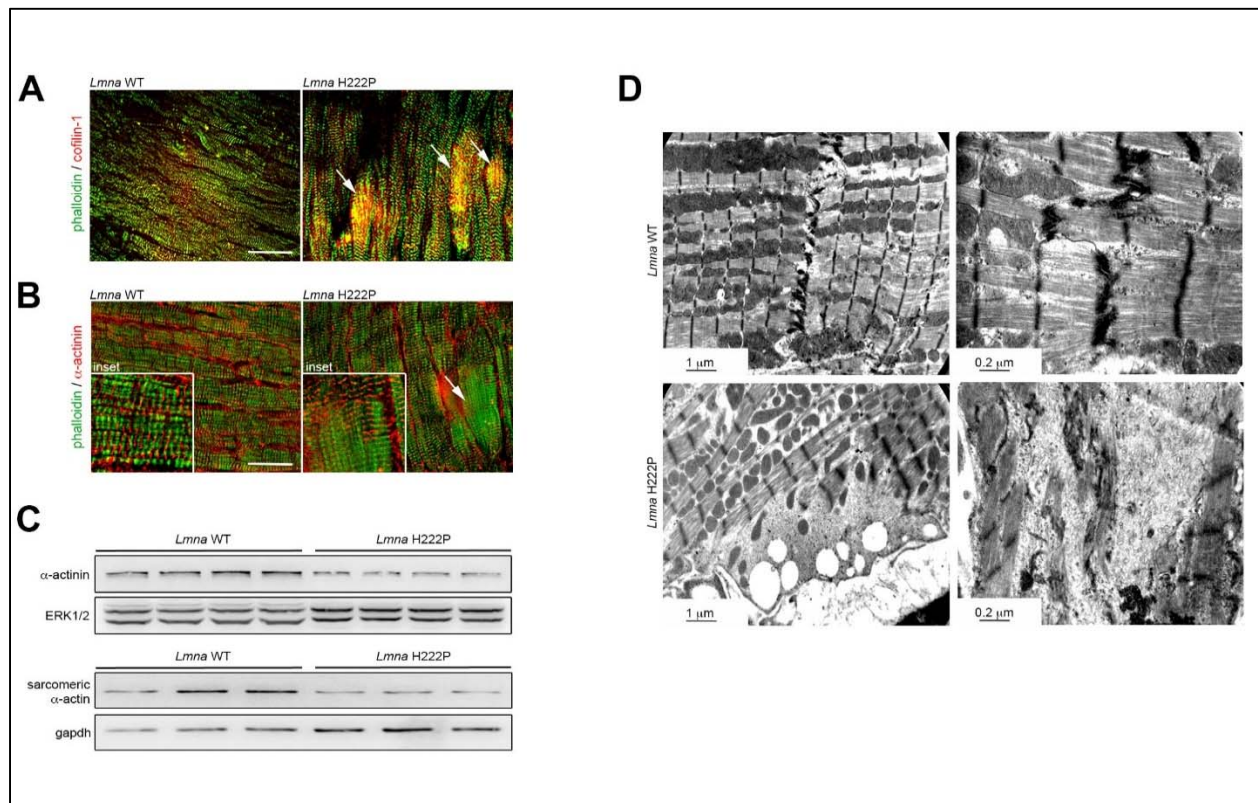 A
Lmna WT
Lmna H222P
phalloidin / cofilin-1
B
Lmna WT
Lmna H222P
phalloidin / α-actinin
inset
inset
C
Lmna WT
Lmna H222P
α-actinin
ERK1/2
Lmna WT
Lmna H222P
sarcomeric
α-actin
gapdh
D
Lmna WT
1 µm
0.2 µm
Lmna H222P
1 µm
0.2 µm